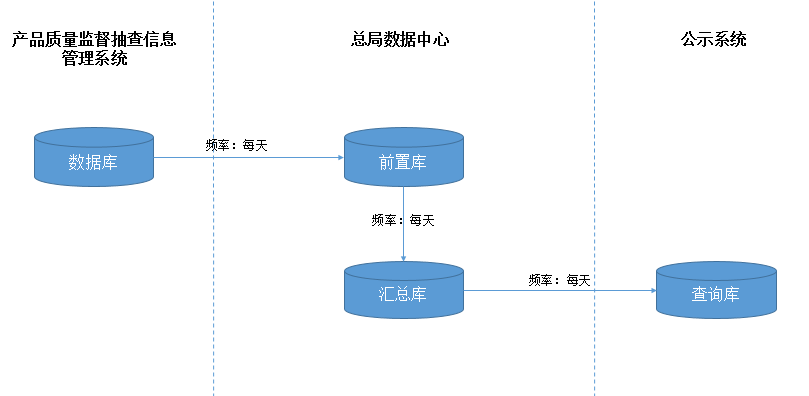 产品质量监督抽查信息
管理系统
总局数据中心
公示系统
频率：每天
数据库
前置库
频率：每天
频率：每天
汇总库
查询库